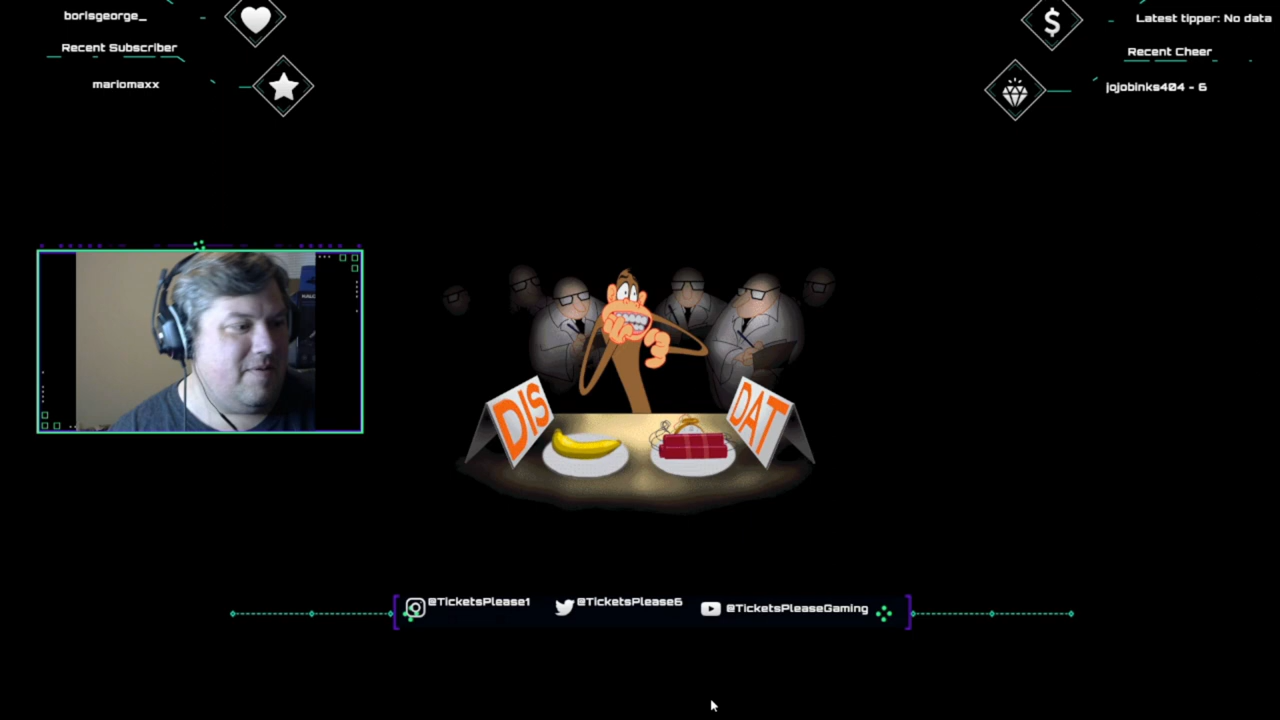 borisgeorge_
Latest tipper: No data
Recent Subscriber
Recent Cheer
mariomaxx
jojobinks404 - 6
DIS
DAT
@TicketsPlease1
@TicketsPlease6
@TicketsPleaseGaming